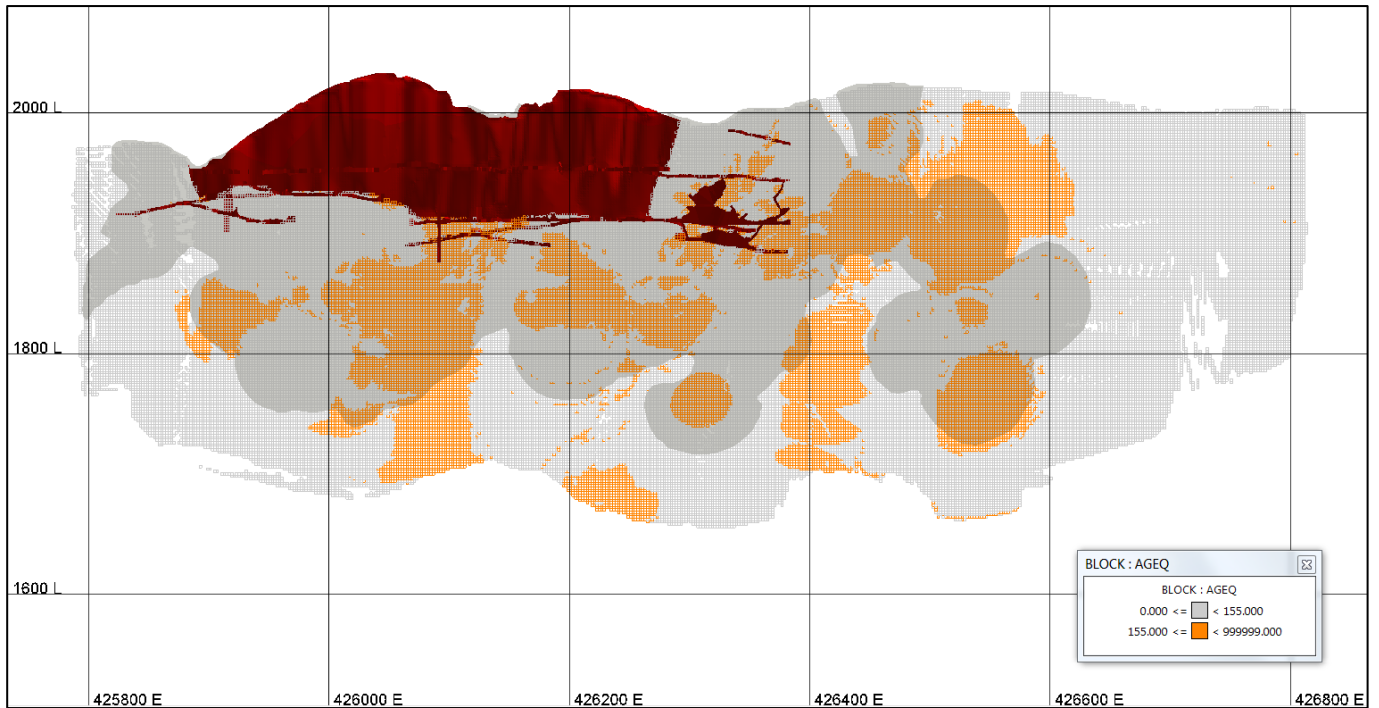 2000 L
1800 L
1600 L
BLOCK : AGEQ
BLOCK : AGEQ
0.000 <= < 155.000
155.000 <= < 999999.000
425800 E 426000 E 426200 E 426400 E 426600 E 426800 E